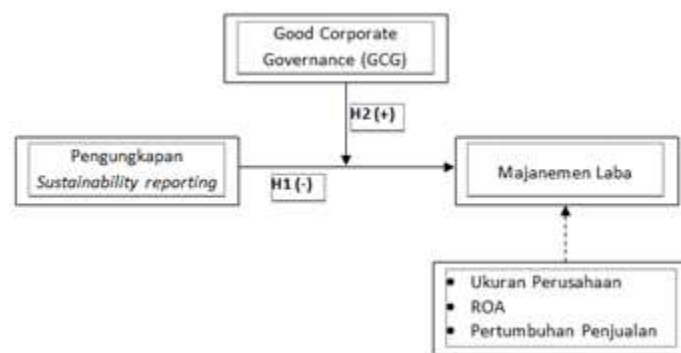 Good Corporate
Governance (GCG)
H2 (+)
Pengungkapan
Sustainability reporting
H1 (-)
Majanemen Laba
• Ukuran Perusahaan
• ROA
• Pertumbuhan Penjualan